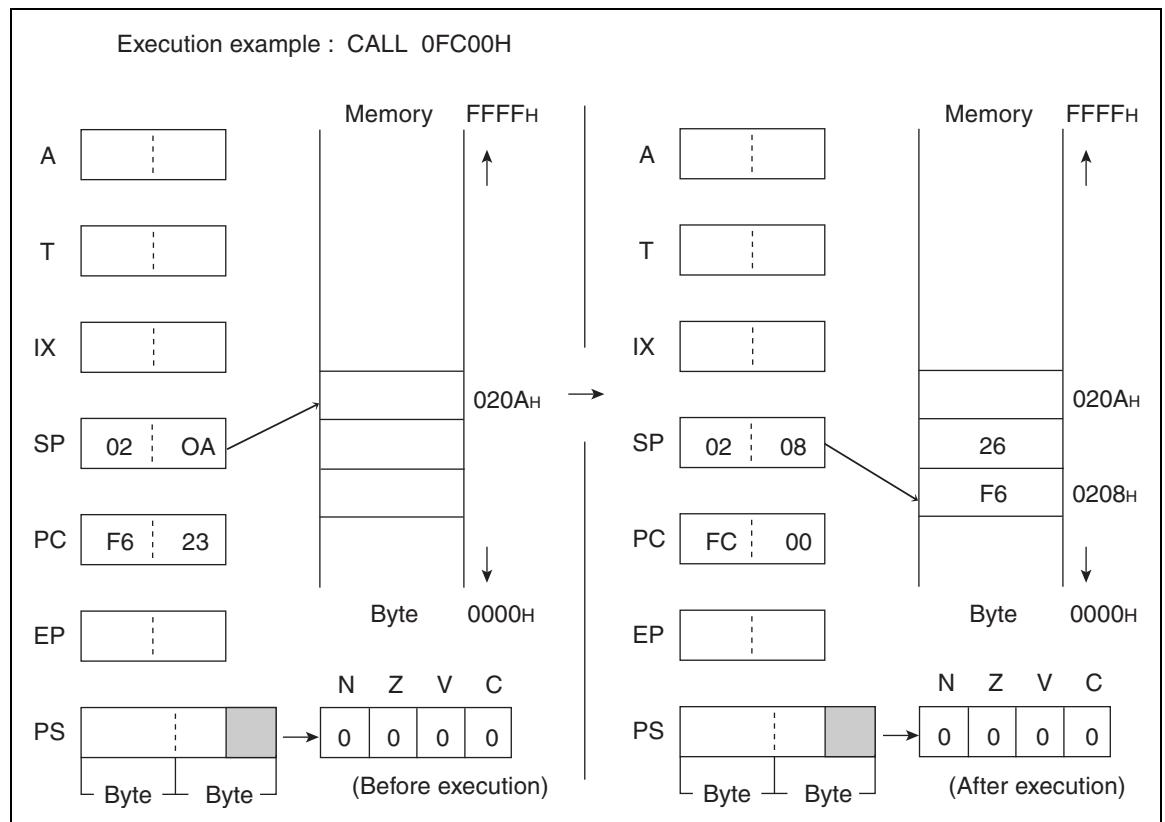 Execution example : CALL 0FC00H
Memory FFFFH
A
T
IX
020AH
SP 02 OA
PC F6 23
Byte 0000H
EP
N Z V C
PS 0 0 0 0
Byte Byte (Before execution)
Memory FFFFH
A
T
IX
020AH
SP 02 08 26
F6 0208H
PC FC 00
Byte 0000H
EP
N Z V C
PS 0 0 0 0
Byte Byte (After execution)